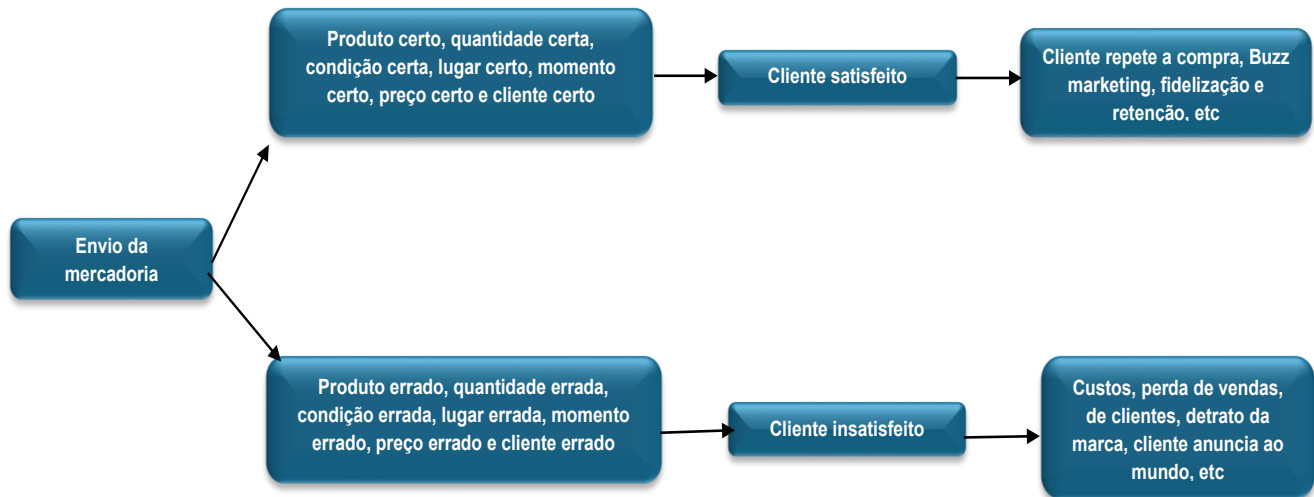 Produto certo, quantidade certa,
condição certa, lugar certo, momento
certo, preço certo e cliente certo
Cliente satisfeito
Cliente repete a compra, Buzz
marketing, fidelização e
retenção, etc
Envio da
mercadoria
Produto errado, quantidade errada,
condição errada, lugar errada, momento
errado, preço errado e cliente errado
Cliente insatisfeito
Custos, perda de vendas,
de clientes, detrato da
marca, cliente anuncia ao
mundo, etc